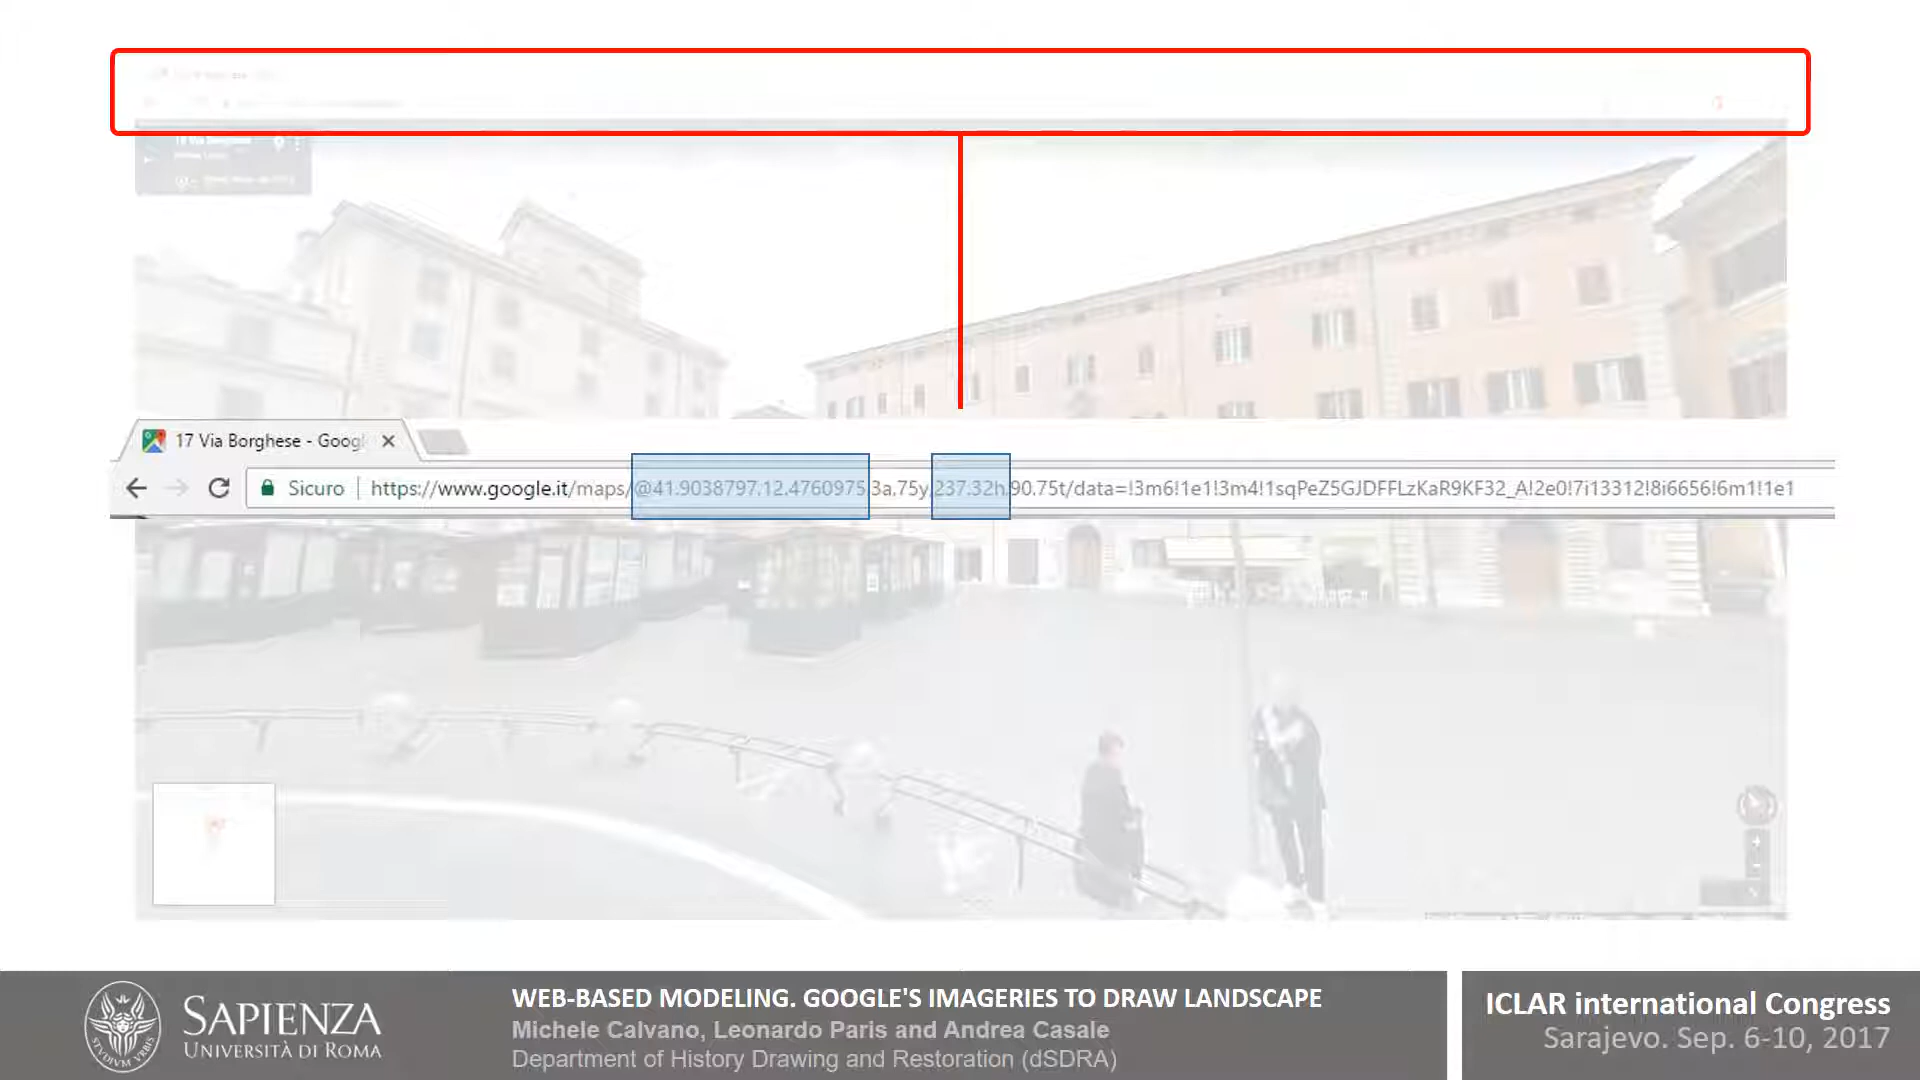 17 Via Borghese - Googl
Sicuro https://www.google.it/maps/@41.9038797,12.4760975,3a,75y,237.32h,90.75t/data=!3m6!1e1!3m4!1sqPeZ5GJDFFLzKaR9KF32_A!2e0!7i13312!8i6656!6m1!1e1
SAPIENZA
UNIVERSITÀ DI ROMA
STVDIVM VRBIS
WEB-BASED MODELING. GOOGLE'S IMAGERIES TO DRAW LANDSCAPE
Michele Calvano, Leonardo Paris and Andrea Casale
Department of History Drawing and Restoration (dSDRA)
ICLAR international Congress
Sarajevo. Sep. 6-10, 2017